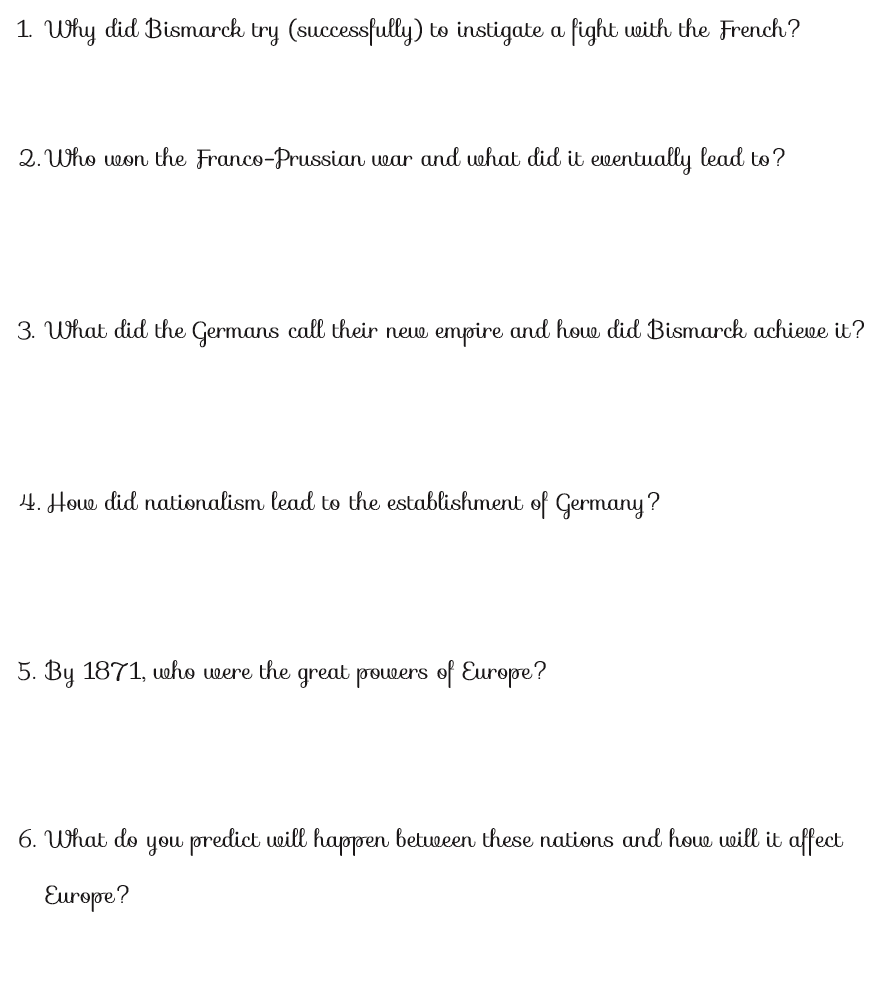 1. Why did Bismarck try (successfully) to instigate a fight with the French?
2. Who won the Franco-Prussian war and what did it eventually lead to?
3. What did the Germans call their new empire and how did Bismarck achieve it?
4. How did nationalism lead to the establishment of Germany?
5. By 1871, who were the great powers of Europe?
6. What do you predict will happen between these nations and how will it affect
Europe?